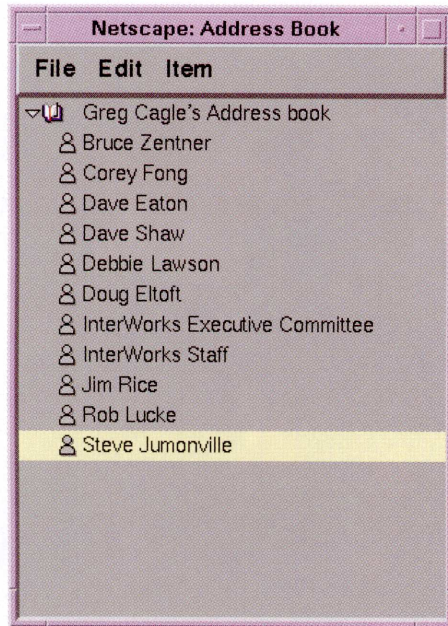 Netscape: Address Book
File Edit Item
Greg Cagle's Address book
Bruce Zentner
Corey Fong
Dave Eaton
Dave Shaw
Debbie Lawson
Doug Eltoft
InterWorks Executive Committee
InterWorks Staff
Jim Rice
Rob Lucke
Steve Jumonville